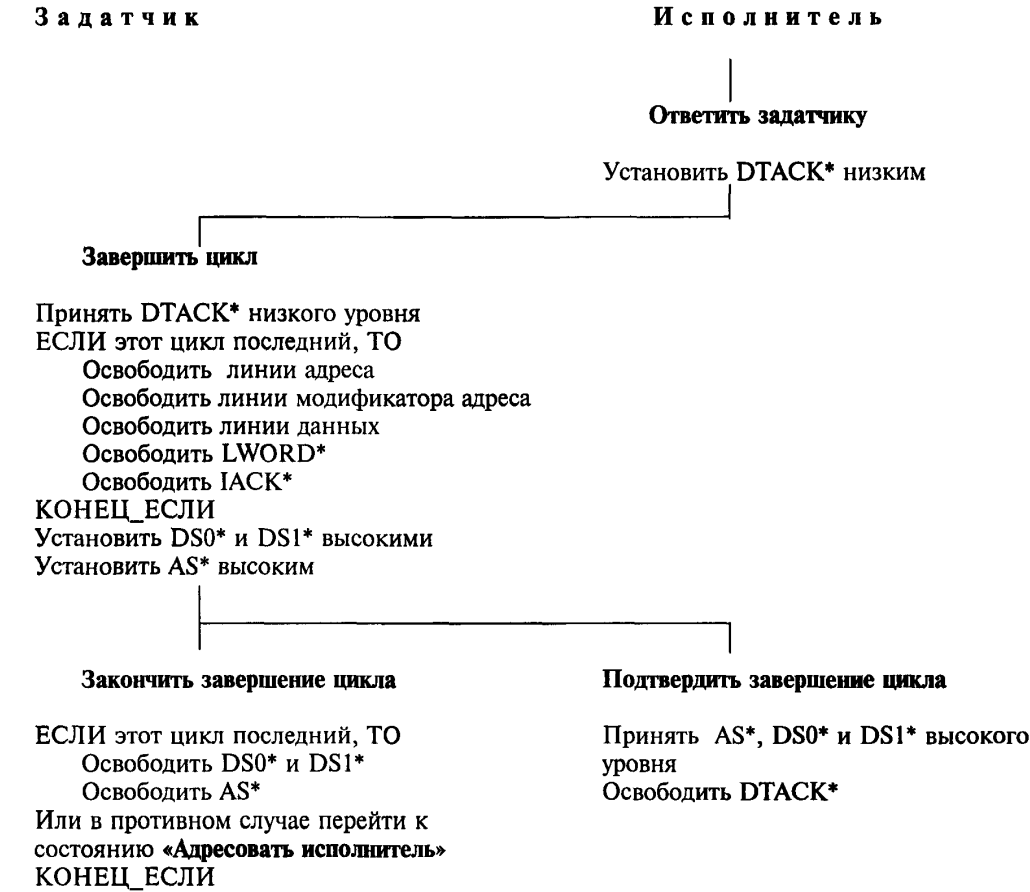 Задатчик
Исполнитель
Ответить задатчику
Установить DTACK* низким
Завершить цикл
Принять DTACK* низкого уровня
ЕСЛИ этот цикл последний, ТО
Освободить линии адреса
Освободить линии модификатора адреса
Освободить линии данных
Освободить LWORD*
Освободить IACK*
КОНЕЦ_ЕСЛИ
Установить DS0* и DS1* высокими
Установить AS* высоким
Закончить завершение цикла
ЕСЛИ этот цикл последний, ТО
Освободить DS0* и DS1*
Освободить AS*
Или в противном случае перейти к
состоянию «Адресовать исполнитель»
КОНЕЦ_ЕСЛИ
Подтвердить завершение цикла
Принять AS*, DS0* и DS1* высокого
уровня
Освободить DTACK*